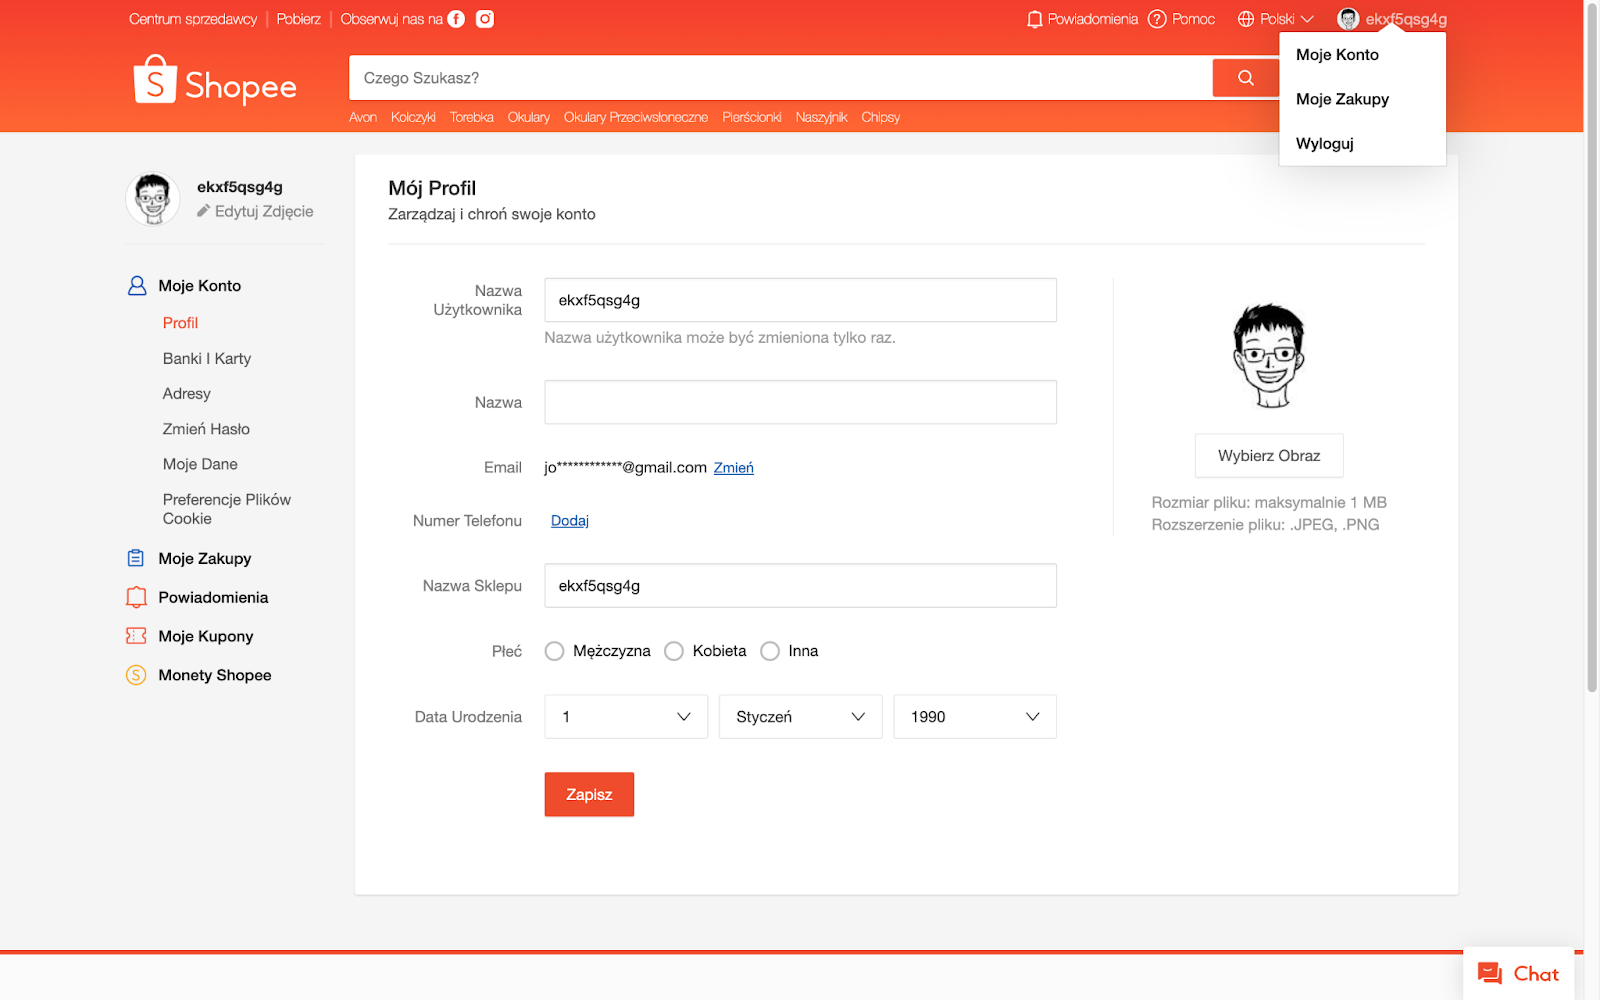 Centrum sprzedawcy
Pobierz
Obserwuj nas na
Powiadomienia
Pomoc
Polski
ekxf5qsg4g
Moje Konto
Moje Zakupy
Wyloguj
S Shopee
Czego Szukasz?
Avon Kolczyki Torebka Okulary Okulary Przeciwsłoneczne Pierścionki Naszyjnik Chipsy
ekxf5qsg4g
Edytuj Zdjęcie
Moje Konto
Profil
Banki I Karty
Adresy
Zmień Hasło
Moje Dane
Preferencje Plików
Cookie
Moje Zakupy
Powiadomienia
Moje Kupony
S Monety Shopee
Mój Profil
Zarządzaj i chroń swoje konto
Nazwa
Użytkownika
ekxf5qsg4g
Nazwa użytkownika może być zmieniona tylko raz.
Nazwa
Email jo************@gmail.com Zmień
Numer Telefonu Dodaj
Nazwa Sklepu ekxf5qsg4g
Płeć Mężczyzna Kobieta Inna
Data Urodzenia 1 Styczeń 1990
Zapisz
Wybierz Obraz
Rozmiar pliku: maksymalnie 1 MB
Rozszerzenie pliku: .JPEG, .PNG
Chat